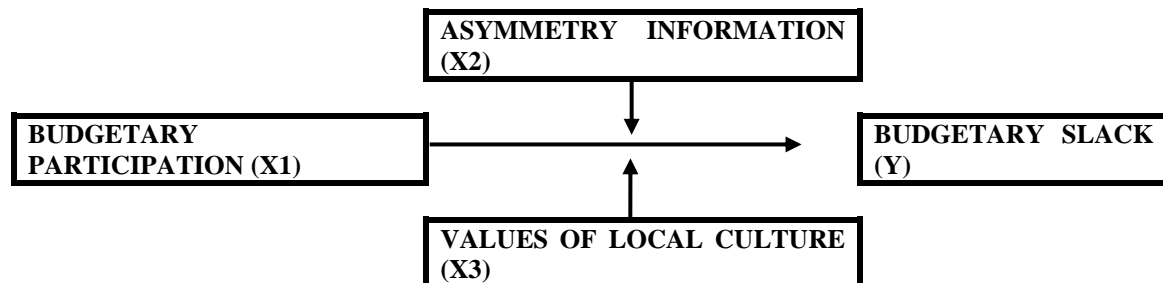 ASYMMETRY INFORMATION
(X2)
BUDGETARY
PARTICIPATION (X1)
BUDGETARY SLACK
(Y)
VALUES OF LOCAL CULTURE
(X3)